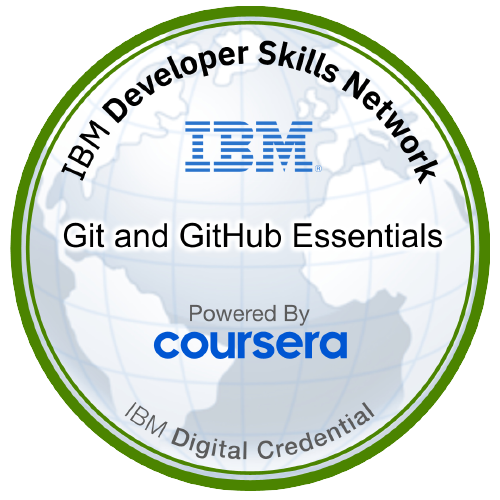 IBM Developer Skills Network
IBM®
Git and GitHub Essentials
Powered By
coursera
IBM Digital Credential